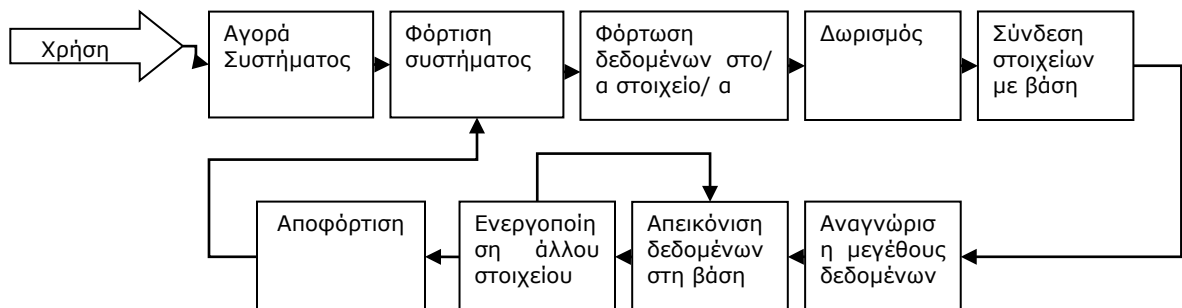 Χρήση
Αγορά
Συστήματος
Φόρτιση
συστήματος
Φόρτωση
δεδομένων στο/
α στοιχείο/ α
Δωρισμός
Σύνδεση
στοιχείων
με βάση
Αποφόρτιση
Ενεργοποίη
ση άλλου
στοιχείου
Απεικόνιση
δεδομένων
στη βάση
Αναγνώρισ
η μεγέθους
δεδομένων